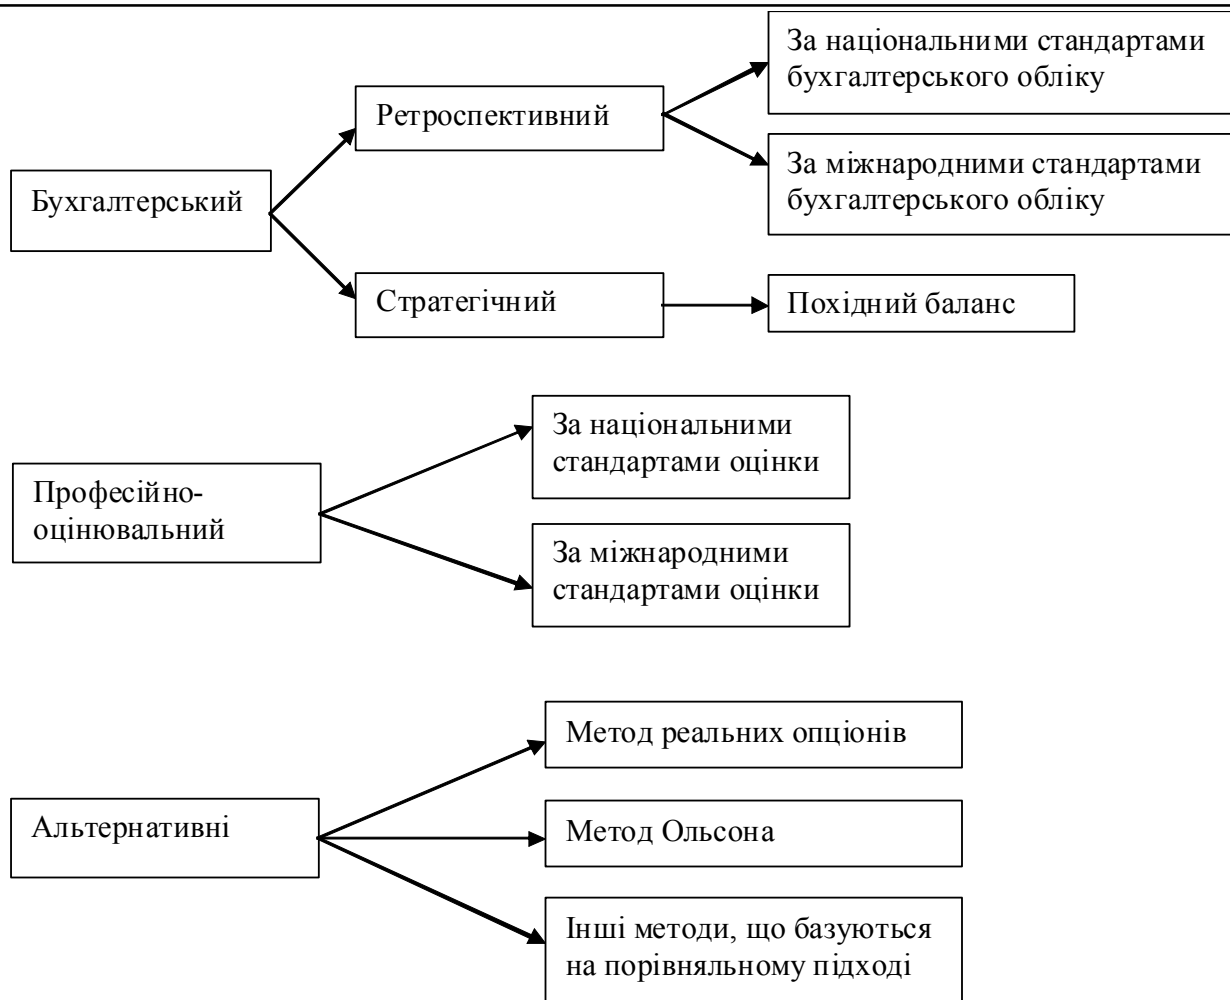 За національними стандартами
бухгалтерського обліку
Ретроспективний
За міжнародними стандартами
бухгалтерського обліку
Бухгалтерський
Стратегічний
Похідний баланс
За національними
стандартами оцінки
Професійно-
оцінювальний
За міжнародними
стандартами оцінки
Метод реальних опціонів
Альтернативні
Метод Ольсона
Інші методи, що базуються
на порівняльному підході